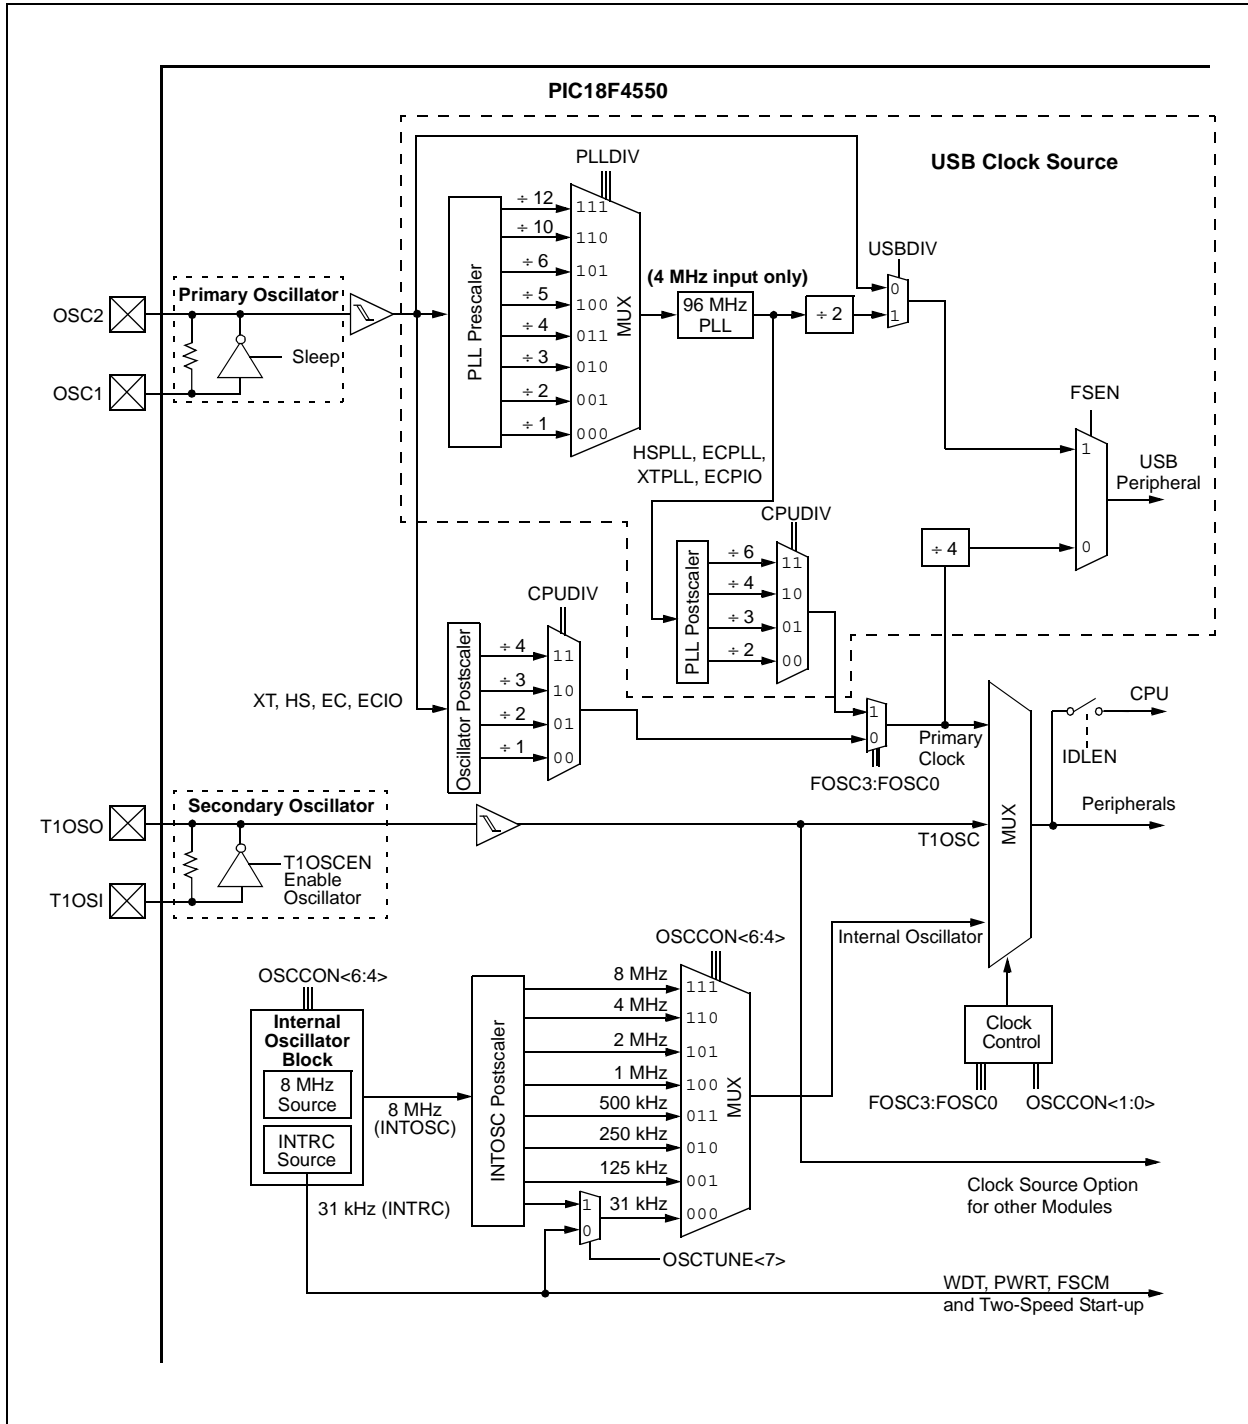 PIC18F4550
USB Clock Source
PLLDIV
PLL Prescaler
÷ 12
÷ 10
÷ 6
÷ 5
÷ 4
÷ 3
÷ 2
÷ 1
111
110
101
100
011
010
001
000
MUX
(4 MHz input only)
96 MHz
PLL
÷ 2
USBDIV
0
1
FSEN
1
0
USB
Peripheral
÷ 4
Primary Oscillator
OSC2
OSC1
Sleep
HSPLL, ECPLL,
XTPLL, ECPIO
CPUDIV
PLL Postscaler
÷ 6
÷ 4
÷ 3
÷ 2
11
10
01
00
CPUDIV
Oscillator Postscaler
÷ 4
÷ 3
÷ 2
÷ 1
11
10
01
00
XT, HS, EC, ECIO
1
0
FOSC3:FOSC0
Primary
Clock
CPU
IDLEN
Peripherals
MUX
T1OSC
Internal Oscillator
Secondary Oscillator
T1OSO
T1OSI
T1OSCEN
Enable
Oscillator
OSCCON<6:4>
Internal
Oscillator
Block
8 MHz
Source
INTRC
Source
8 MHz
(INTOSC)
31 kHz (INTRC)
INTOSC Postscaler
OSCCON<6:4>
8 MHz
4 MHz
2 MHz
1 MHz
500 kHz
250 kHz
125 kHz
31 kHz
111
110
101
100
011
010
001
000
MUX
1
0
OSCTUNE<7>
Clock
Control
FOSC3:FOSC0
OSCCON<1:0>
Clock Source Option
for other Modules
WDT, PWRT, FSCM
and Two-Speed Start-up